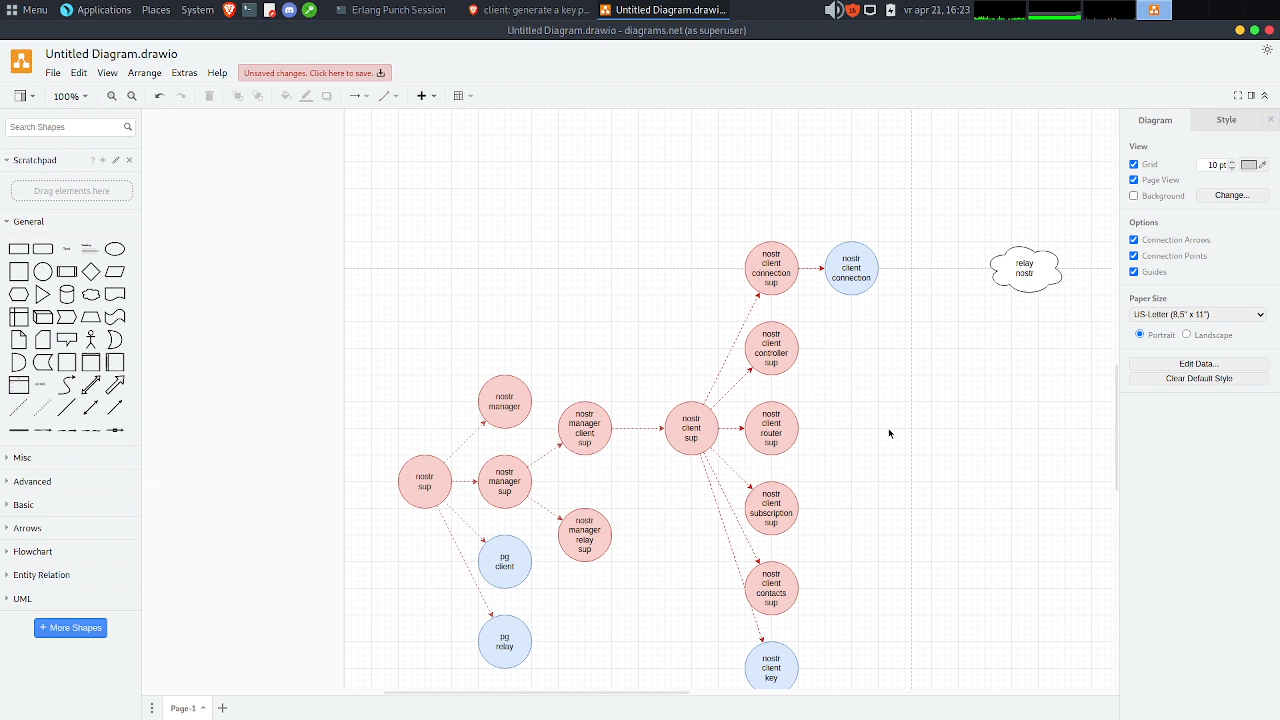 Menu
Applications
Places
System
Erlang Punch Session
client: generate a key p...
Untitled Diagram.drawi...
vr apr 21, 16:23
Untitled Diagram.drawio - diagrams.net (as superuser)
Untitled Diagram.drawio
File
Edit
View
Arrange
Extras
Help
Unsaved changes. Click here to save.
100%
Search Shapes
Scratchpad
Drag elements here
General
Misc
Advanced
Basic
Arrows
Flowchart
Entity Relation
UML
+ More Shapes
nostr
client
connection
sup
nostr
client
connection
relay
nostr
nostr
client
controller
sup
nostr
manager
nostr
manager
client
sup
nostr
client
sup
nostr
client
router
sup
nostr
sup
nostr
manager
sup
nostr
client
subscription
sup
nostr
manager
relay
sup
pg
client
nostr
client
contacts
sup
pg
relay
nostr
client
key
Diagram
Style
View
Grid
10 pt
Page View
Background
Change...
Options
Connection Arrows
Connection Points
Guides
Paper Size
US-Letter (8,5" x 11")
Portrait
Landscape
Edit Data...
Clear Default Style
Page-1